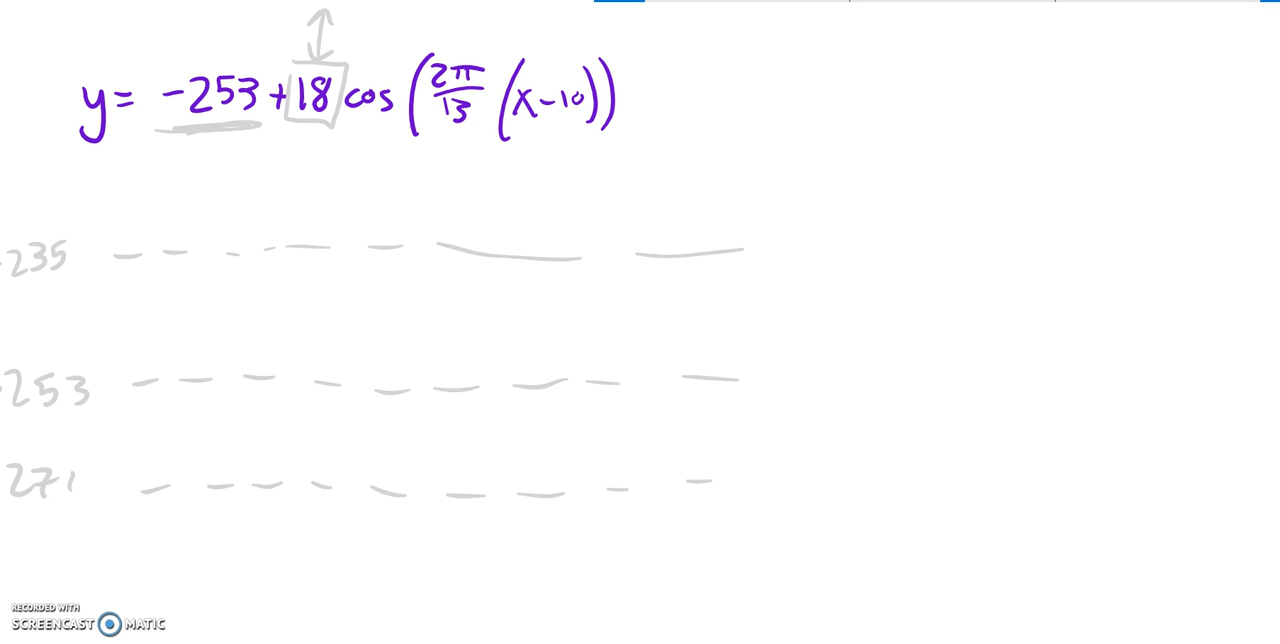 y = -253 + 18 cos(2π/13 (x-10))
-235
-253
271
RECORDED WITH
SCREENCAST MATIC